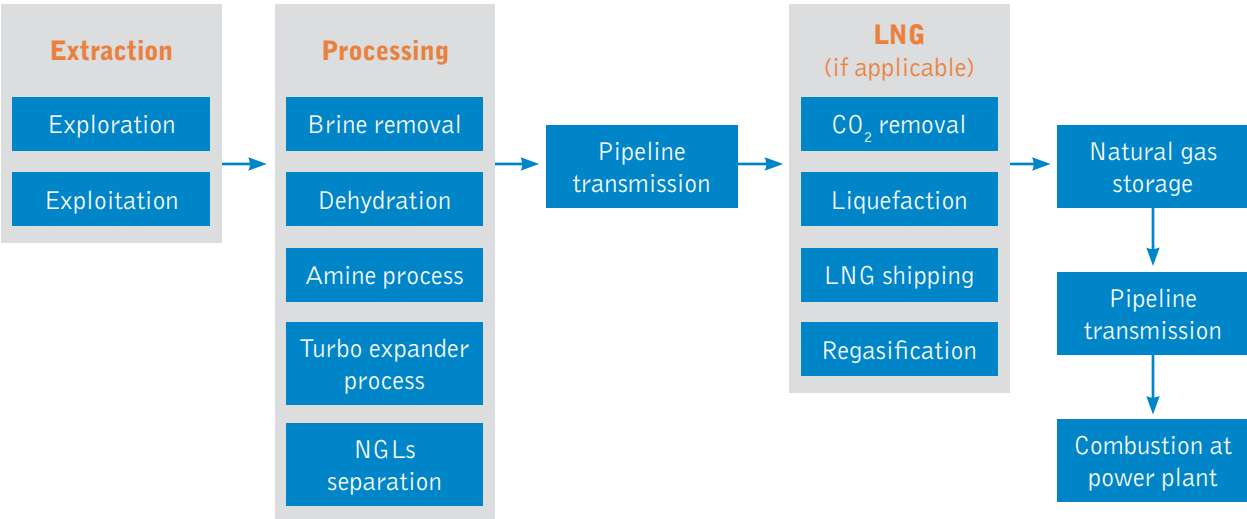 Extraction
Exploration
Exploitation
Processing
Brine removal
Dehydration
Amine process
Turbo expander
process
NGLs
separation
Pipeline
transmission
LNG
(if applicable)
CO₂ removal
Liquefaction
LNG shipping
Regasification
Natural gas
storage
Pipeline
transmission
Combustion at
power plant